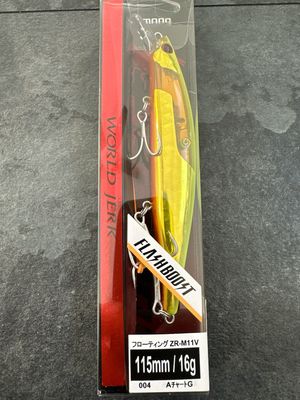 WORLD JERK
FLASHBOOST
フローティング ZR-M11V
115mm / 16g
004 AチャートG